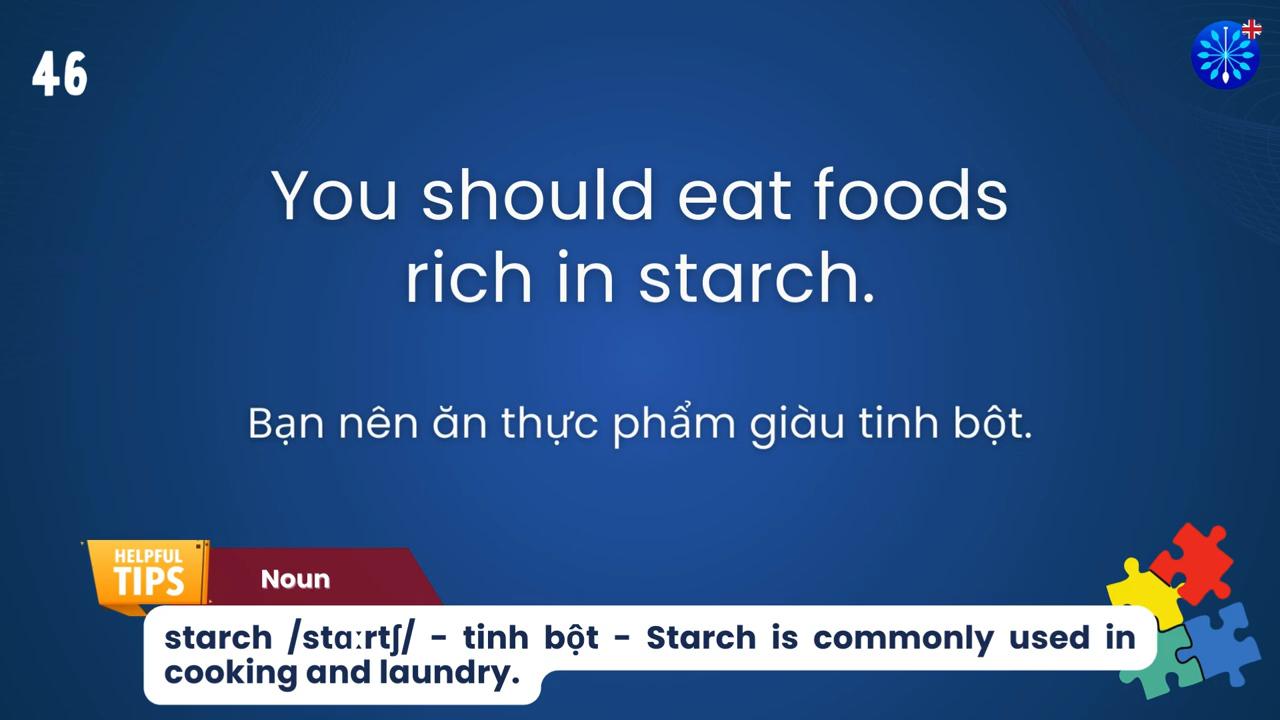 46
You should eat foods
rich in starch.
Bạn nên ăn thực phẩm giàu tinh bột.
HELPFUL
TIPS
Noun
starch /stɑːrtʃ/ - tinh bột - Starch is commonly used in
cooking and laundry.